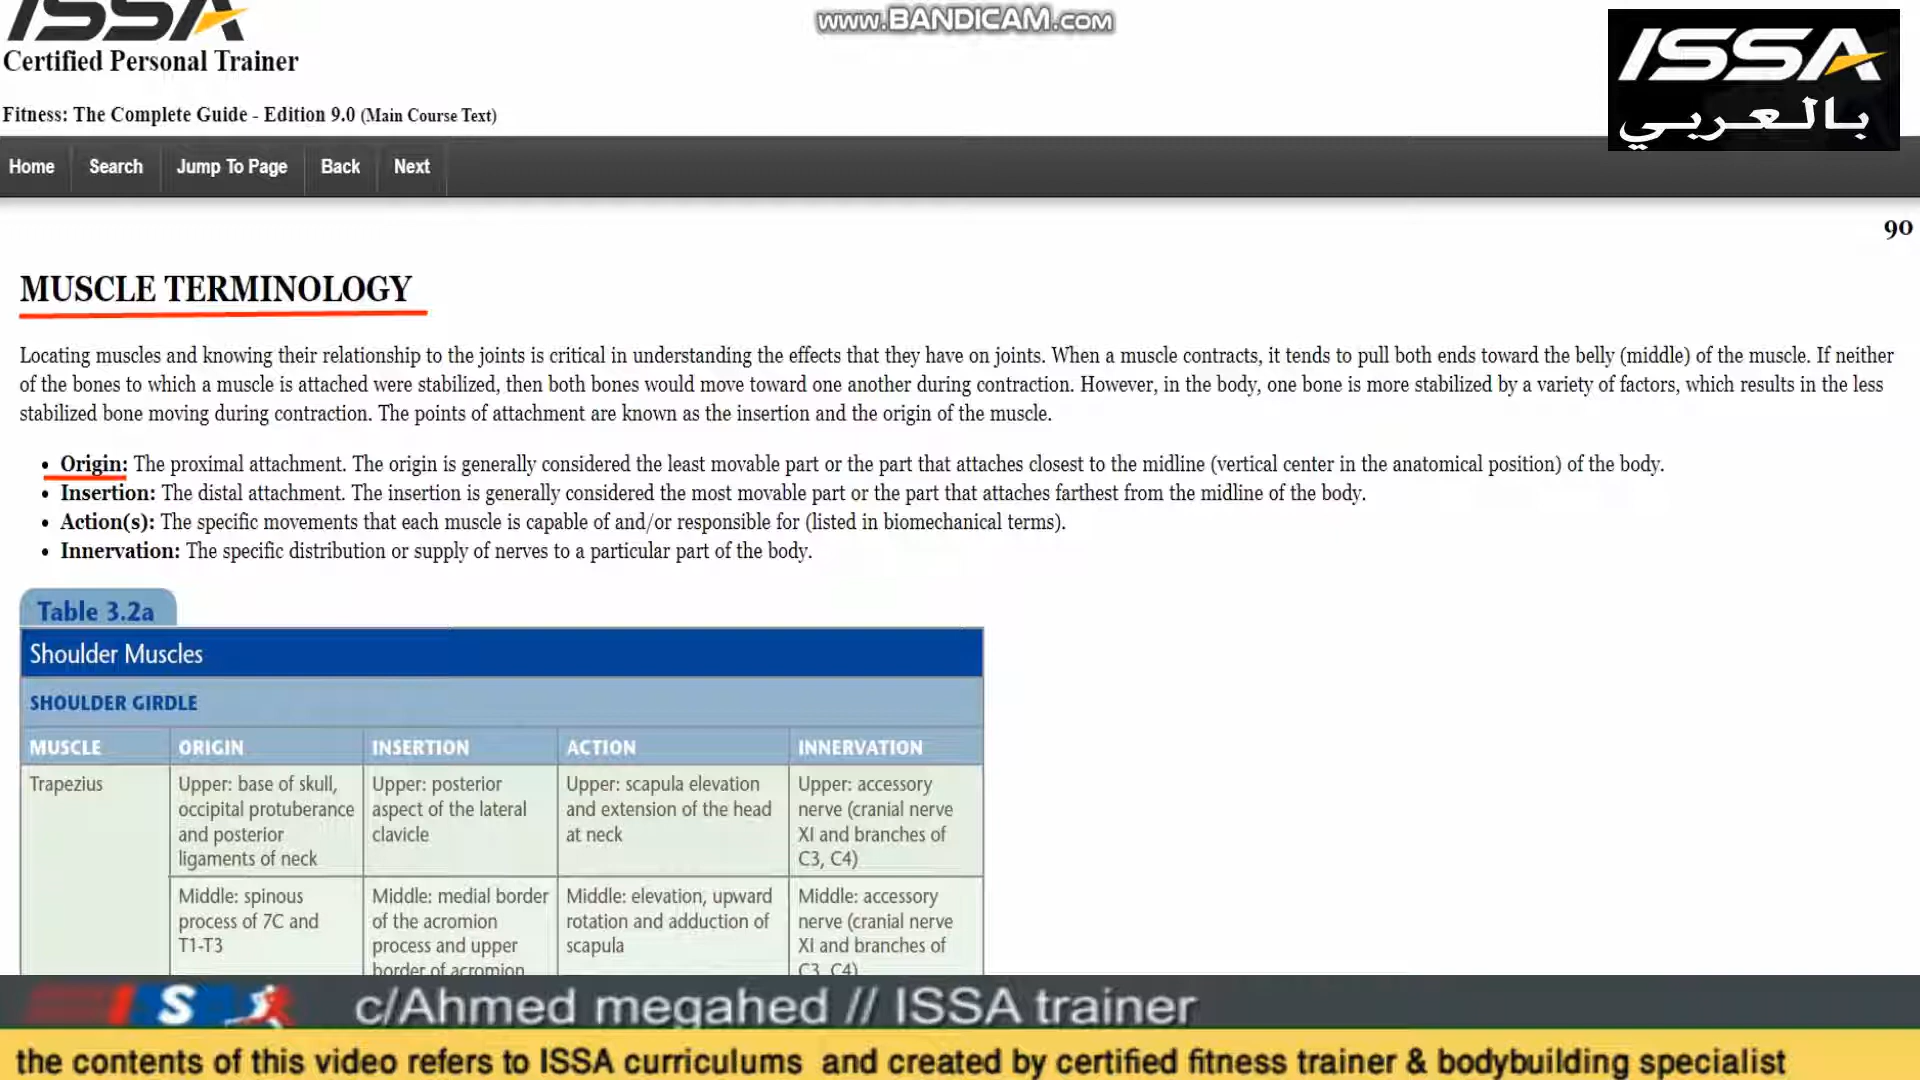 ISSA
www.BANDICAM.com
ISSA
بالعربي
Certified Personal Trainer
Fitness: The Complete Guide - Edition 9.0 (Main Course Text)
Home Search Jump To Page Back Next
90
MUSCLE TERMINOLOGY
Locating muscles and knowing their relationship to the joints is critical in understanding the effects that they have on joints. When a muscle contracts, it tends to pull both ends toward the belly (middle) of the muscle. If neither
of the bones to which a muscle is attached were stabilized, then both bones would move toward one another during contraction. However, in the body, one bone is more stabilized by a variety of factors, which results in the less
stabilized bone moving during contraction. The points of attachment are known as the insertion and the origin of the muscle.
• Origin: The proximal attachment. The origin is generally considered the least movable part or the part that attaches closest to the midline (vertical center in the anatomical position) of the body.
• Insertion: The distal attachment. The insertion is generally considered the most movable part or the part that attaches farthest from the midline of the body.
• Action(s): The specific movements that each muscle is capable of and/or responsible for (listed in biomechanical terms).
• Innervation: The specific distribution or supply of nerves to a particular part of the body.
Table 3.2a
Shoulder Muscles
SHOULDER GIRDLE
MUSCLE ORIGIN INSERTION ACTION INNERVATION
Trapezius
Upper: base of skull,
occipital protuberance
and posterior
ligaments of neck
Upper: posterior
aspect of the lateral
clavicle
Upper: scapula elevation
and extension of the head
at neck
Upper: accessory
nerve (cranial nerve
XI and branches of
C3, C4)
Middle: spinous
process of 7C and
T1-T3
Middle: medial border
of the acromion
process and upper
border of acromion
Middle: elevation, upward
rotation and adduction of
scapula
Middle: accessory
nerve (cranial nerve
XI and branches of
C3, C4)
IS
c/Ahmed megahed // ISSA trainer
the contents of this video refers to ISSA curriculums and created by certified fitness trainer & bodybuilding specialist